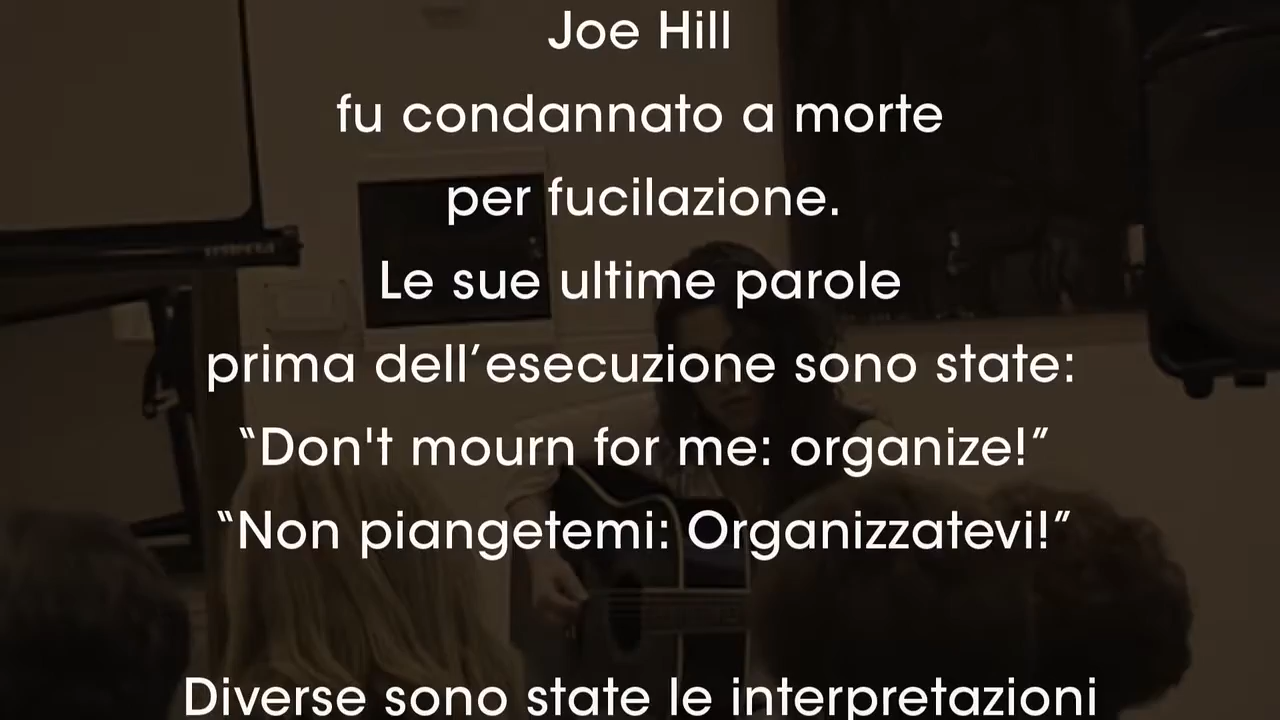 Joe Hill
fu condannato a morte
per fucilazione.
Le sue ultime parole
prima dell’esecuzione sono state:
“Don't mourn for me: organize!”
“Non piangetemi: Organizzatevi!”
Diverse sono state le interpretazioni